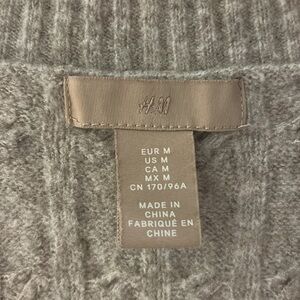 H&M
EUR M
US M
CA M
MX M
CN 170/96A
MADE IN
CHINA
FABRIQUÉ EN
CHINE